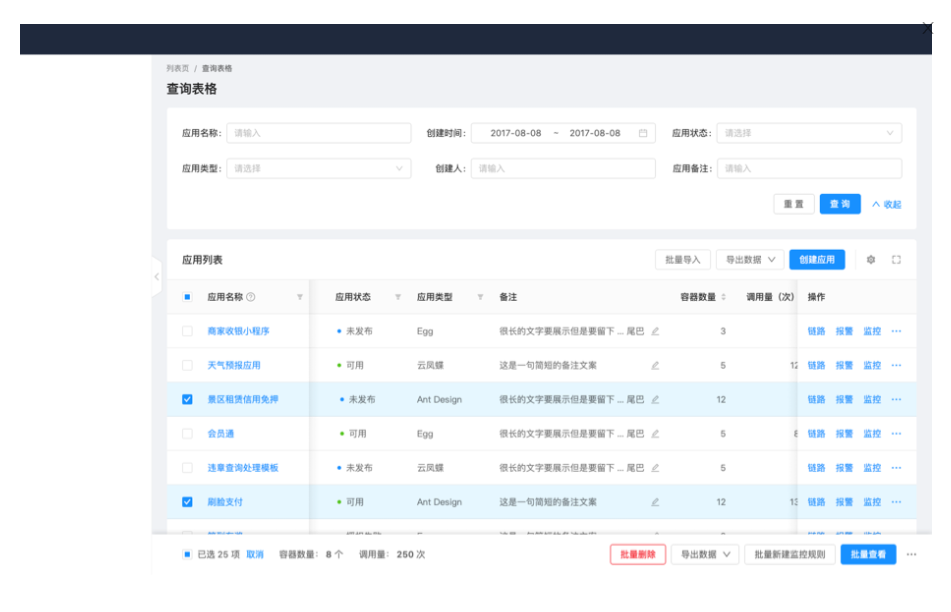 列表页 / 查询表格
查询表格
应用名称: 请输入 创建时间: 2017-08-08 ~ 2017-08-08 应用状态: 请选择
应用类型: 请选择 创建人: 请输入 应用备注: 请输入
重置 查询 收起
应用列表 批量导入 导出数据 创建应用
应用名称 应用状态 应用类型 备注 容器数量 调用量（次） 操作
商家收银小程序 未发布 Egg 很长的文字要展示但是要留下 ... 尾巴 3 链路 报警 监控 ···
天气预报应用 可用 云凤蝶 这是一句简短的备注文案 5 12 链路 报警 监控 ···
景区租赁信用免押 未发布 Ant Design 很长的文字要展示但是要留下 ... 尾巴 12 链路 报警 监控 ···
会员通 可用 Egg 很长的文字要展示但是要留下 ... 尾巴 5 链路 报警 监控 ···
违章查询处理模板 未发布 云凤蝶 很长的文字要展示但是要留下 ... 尾巴 5 链路 报警 监控 ···
刷脸支付 可用 Ant Design 这是一句简短的备注文案 12 13 链路 报警 监控 ···
已选 25 项 取消 容器数量: 8 个 调用量: 250 次 批量删除 导出数据 批量新建监控规则 批量查看 ···